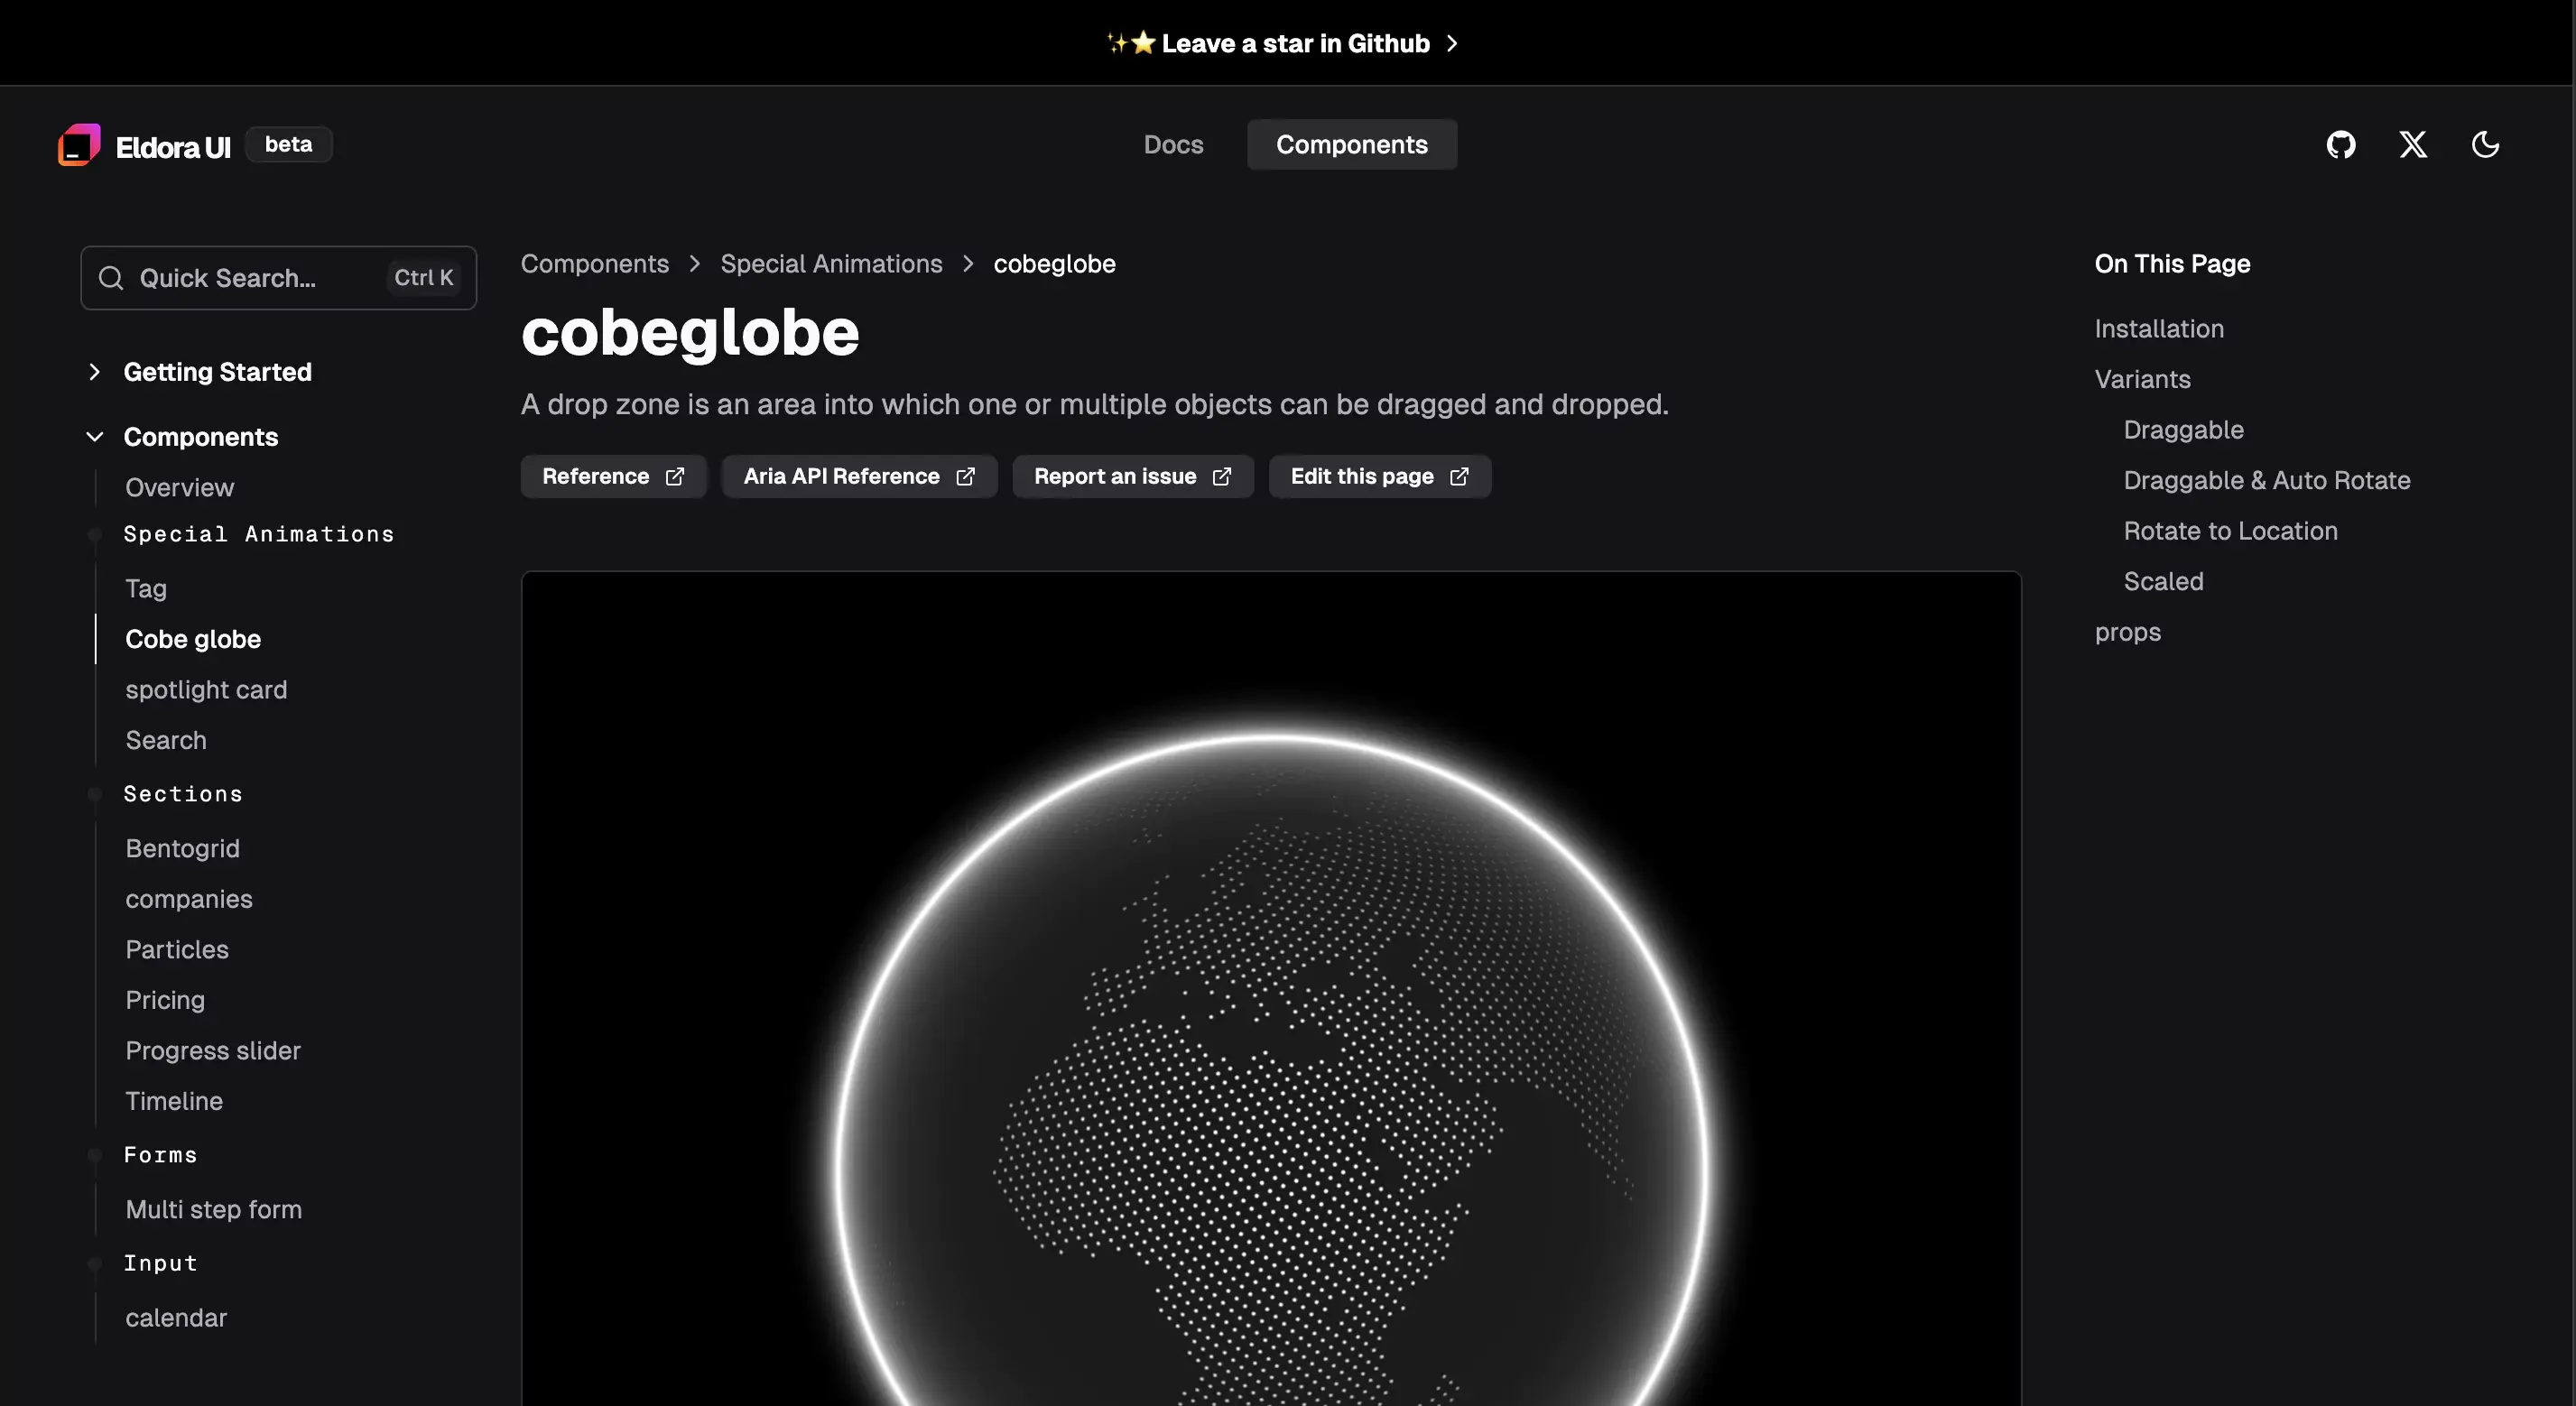 ✨⭐ Leave a star in Github
Eldora UI
beta
Docs
Components
Quick Search...
Ctrl K
Getting Started
Components
Overview
Special Animations
Tag
Cobe globe
spotlight card
Search
Sections
Bentogrid
companies
Particles
Pricing
Progress slider
Timeline
Forms
Multi step form
Input
calendar
Components > Special Animations > cobeglobe
cobeglobe
A drop zone is an area into which one or multiple objects can be dragged and dropped.
Reference
Aria API Reference
Report an issue
Edit this page
On This Page
Installation
Variants
Draggable
Draggable & Auto Rotate
Rotate to Location
Scaled
props